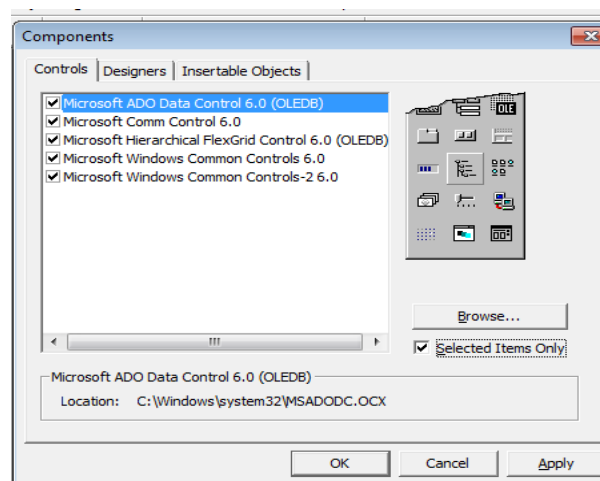 Components
Controls
Designers
Insertable Objects
Microsoft ADO Data Control 6.0 (OLEDB)
Microsoft Comm Control 6.0
Microsoft Hierarchical FlexGrid Control 6.0 (OLEDB)
Microsoft Windows Common Controls 6.0
Microsoft Windows Common Controls-2 6.0
OLE
Browse...
Selected Items Only
Microsoft ADO Data Control 6.0 (OLEDB)
Location: C:\Windows\system32\MSADODC.OCX
OK
Cancel
Apply